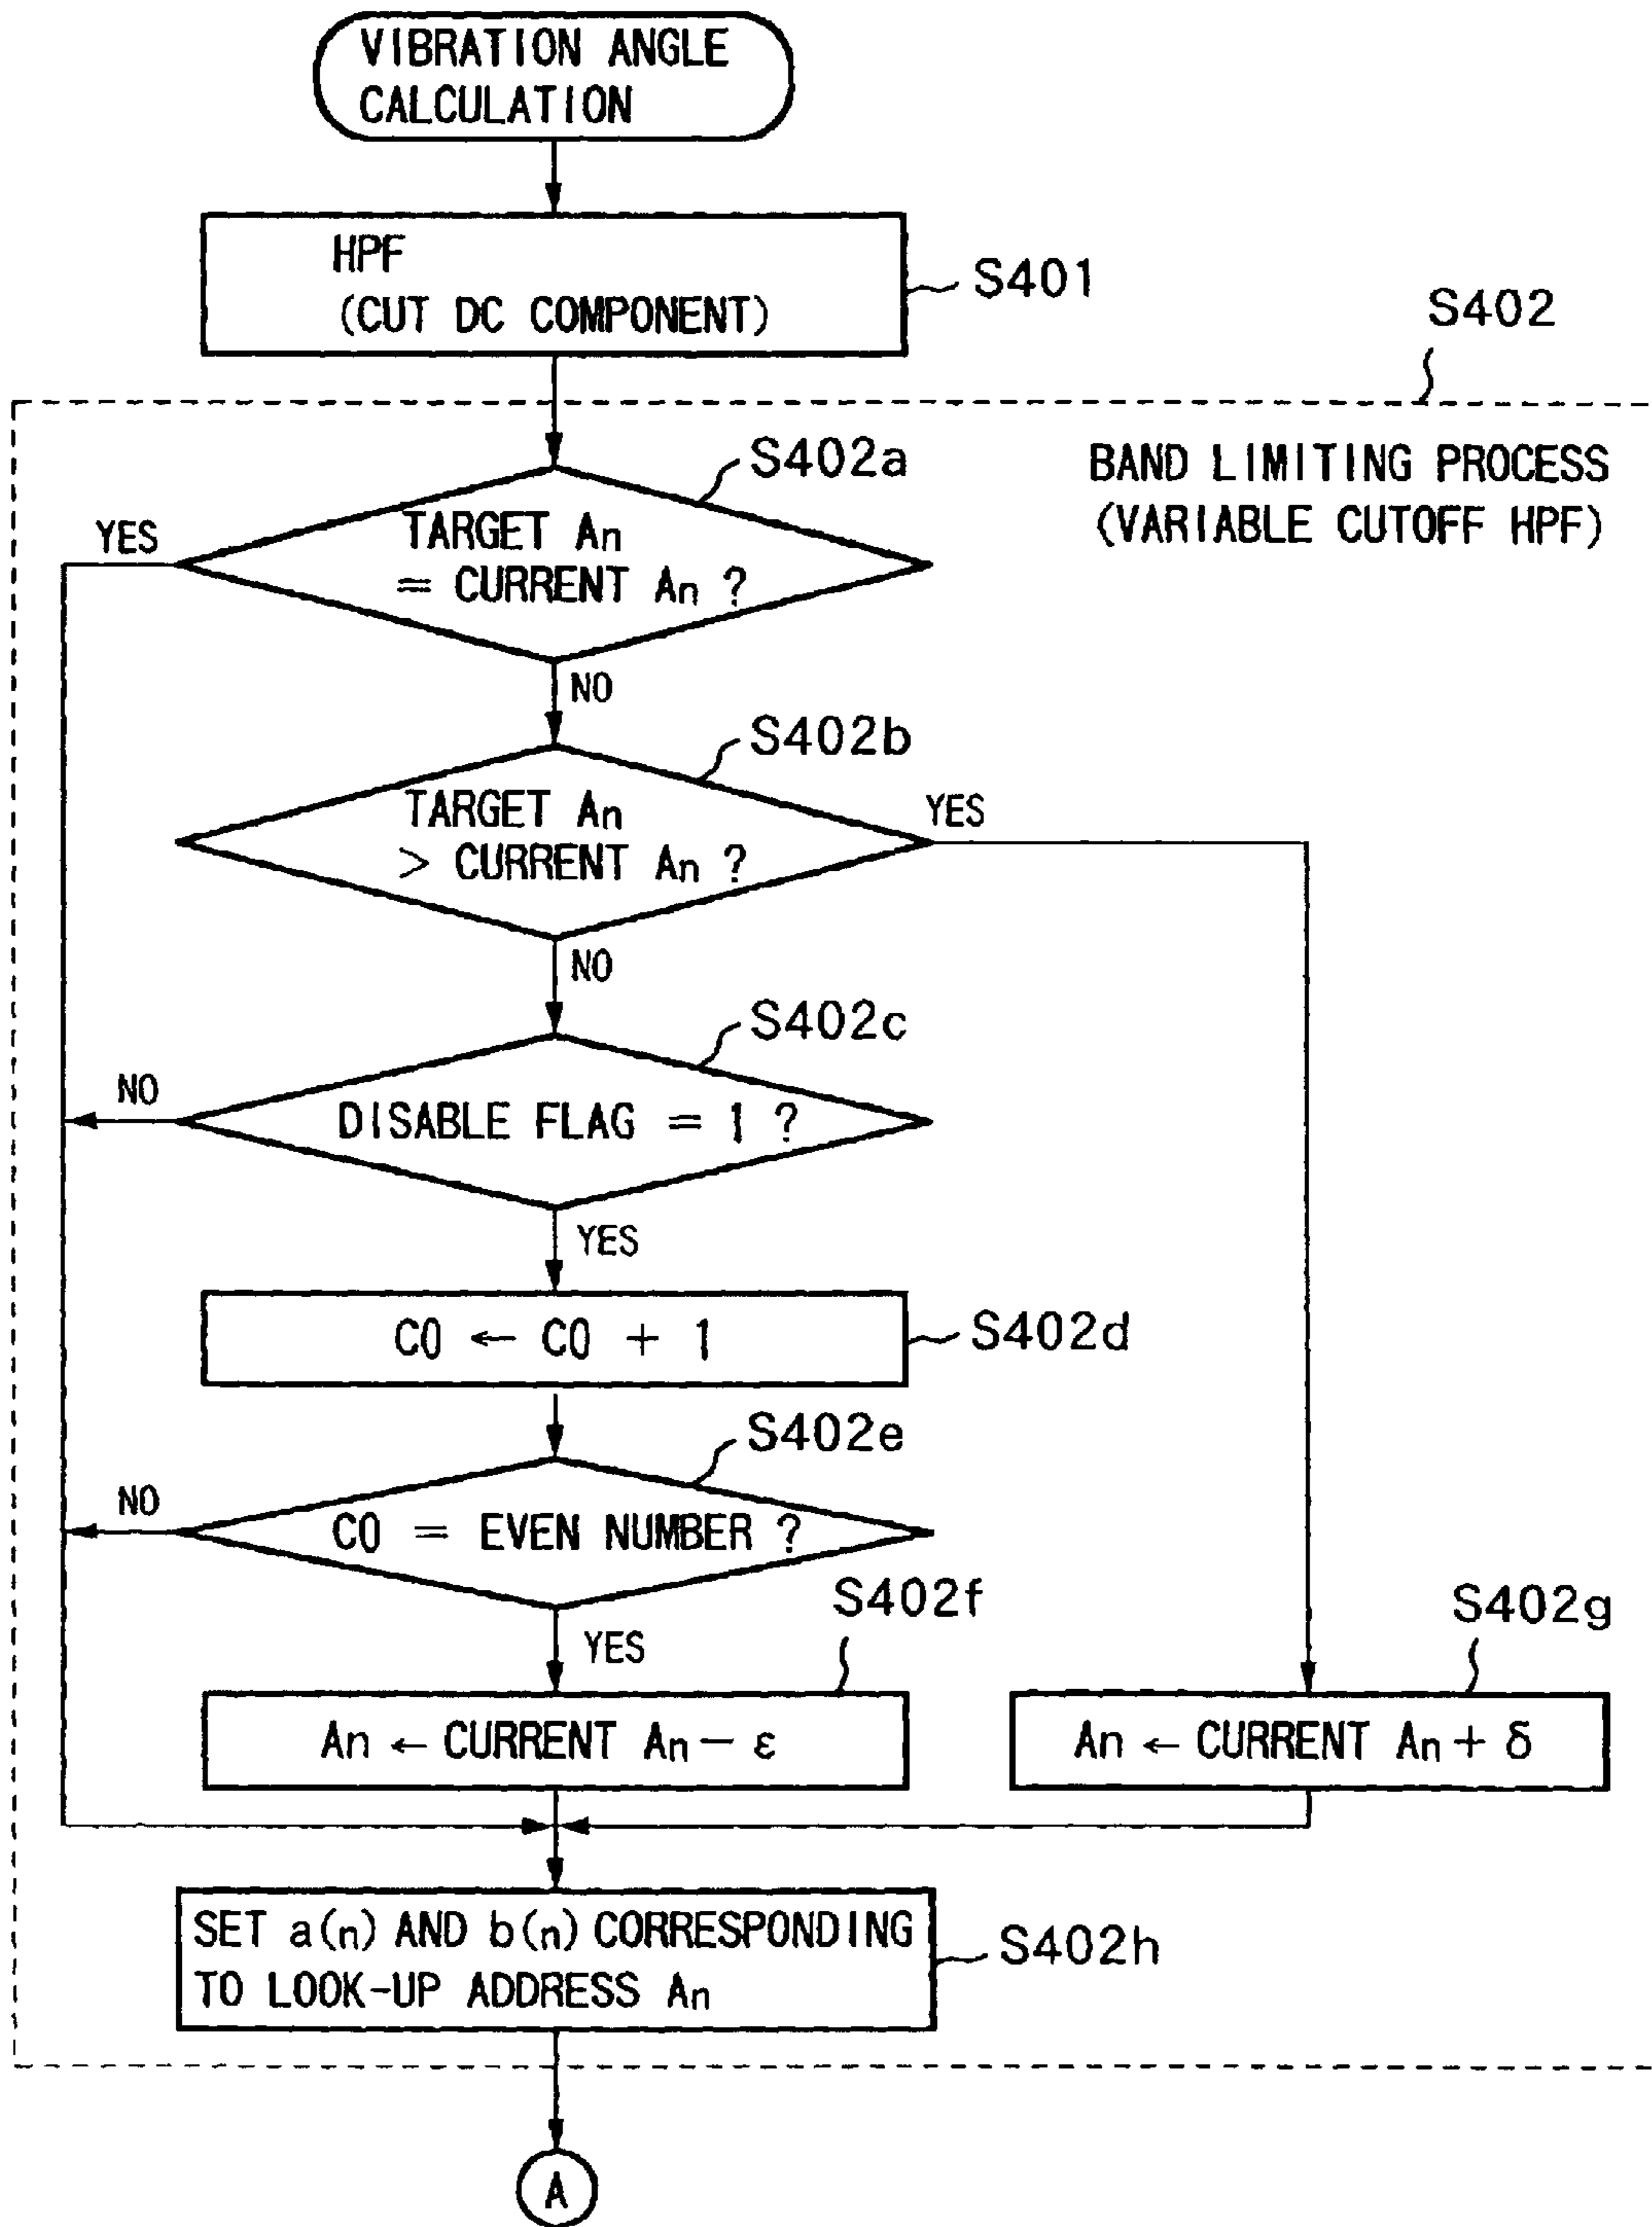 VIBRATION ANGLE
CALCULATION
HPF
(CUT DC COMPONENT)
S401
S402
BAND LIMITING PROCESS
(VARIABLE CUTOFF HPF)
S402a
YES
TARGET An
= CURRENT An ?
NO
S402b
TARGET An
> CURRENT An ?
YES
NO
S402c
NO
DISABLE FLAG = 1 ?
YES
C0 ← C0 + 1
S402d
S402e
NO
C0 = EVEN NUMBER ?
S402f
YES
S402g
An ← CURRENT An − ε
An ← CURRENT An + δ
SET a(n) AND b(n) CORRESPONDING
TO LOOK-UP ADDRESS An
S402h
A